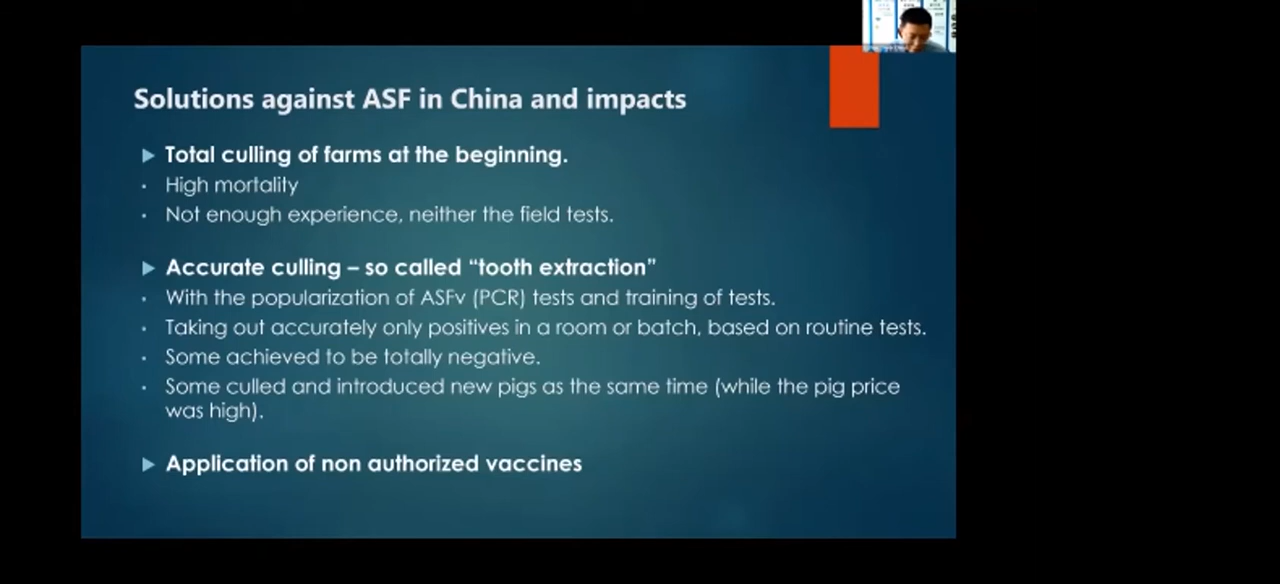 Solutions against ASF in China and impacts
Total culling of farms at the beginning.
High mortality
Not enough experience, neither the field tests.
Accurate culling – so called “tooth extraction”
With the popularization of ASFv (PCR) tests and training of tests.
Taking out accurately only positives in a room or batch, based on routine tests.
Some achieved to be totally negative.
Some culled and introduced new pigs as the same time (while the pig price
was high).
Application of non authorized vaccines